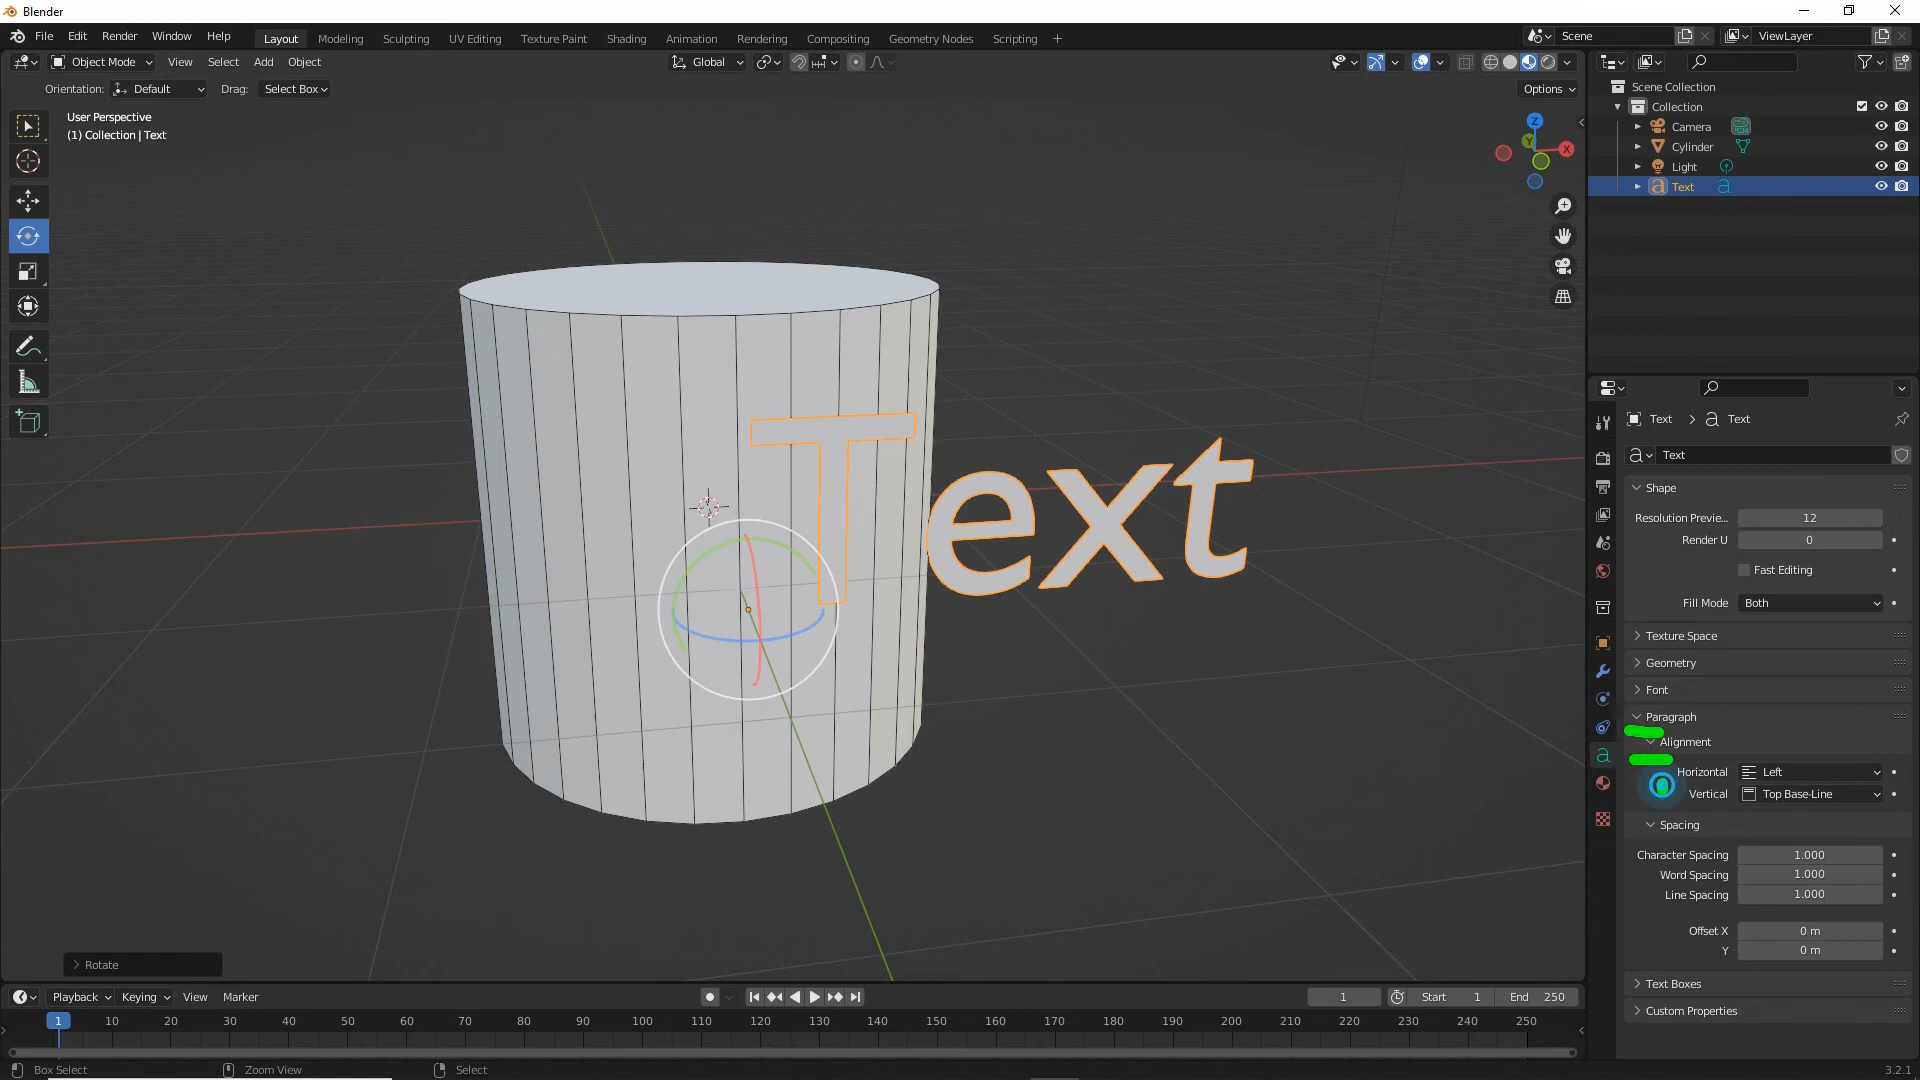 Blender
File Edit Render Window Help Layout Modeling Sculpting UV Editing Texture Paint Shading Animation Rendering Compositing Geometry Nodes Scripting +
Scene
ViewLayer
Object Mode View Select Add Object
Global
Orientation: Default Drag: Select Box
Options
User Perspective
(1) Collection | Text
Z
Y
X
Scene Collection
Collection
Camera
Cylinder
Light
a Text a
Text
Text > a Text
a Text
Shape
Resolution Previe... 12
Render U 0
Fast Editing
Fill Mode Both
Texture Space
Geometry
Font
Paragraph
Alignment
Horizontal Left
Vertical Top Base-Line
Spacing
Character Spacing 1.000
Word Spacing 1.000
Line Spacing 1.000
Offset X 0 m
Y 0 m
Text Boxes
Custom Properties
> Rotate
Playback Keying View Marker
1 Start 1 End 250
1 10 20 30 40 50 60 70 80 90 100 110 120 130 140 150 160 170 180 190 200 210 220 230 240 250
Box Select Zoom View Select
3.2.1